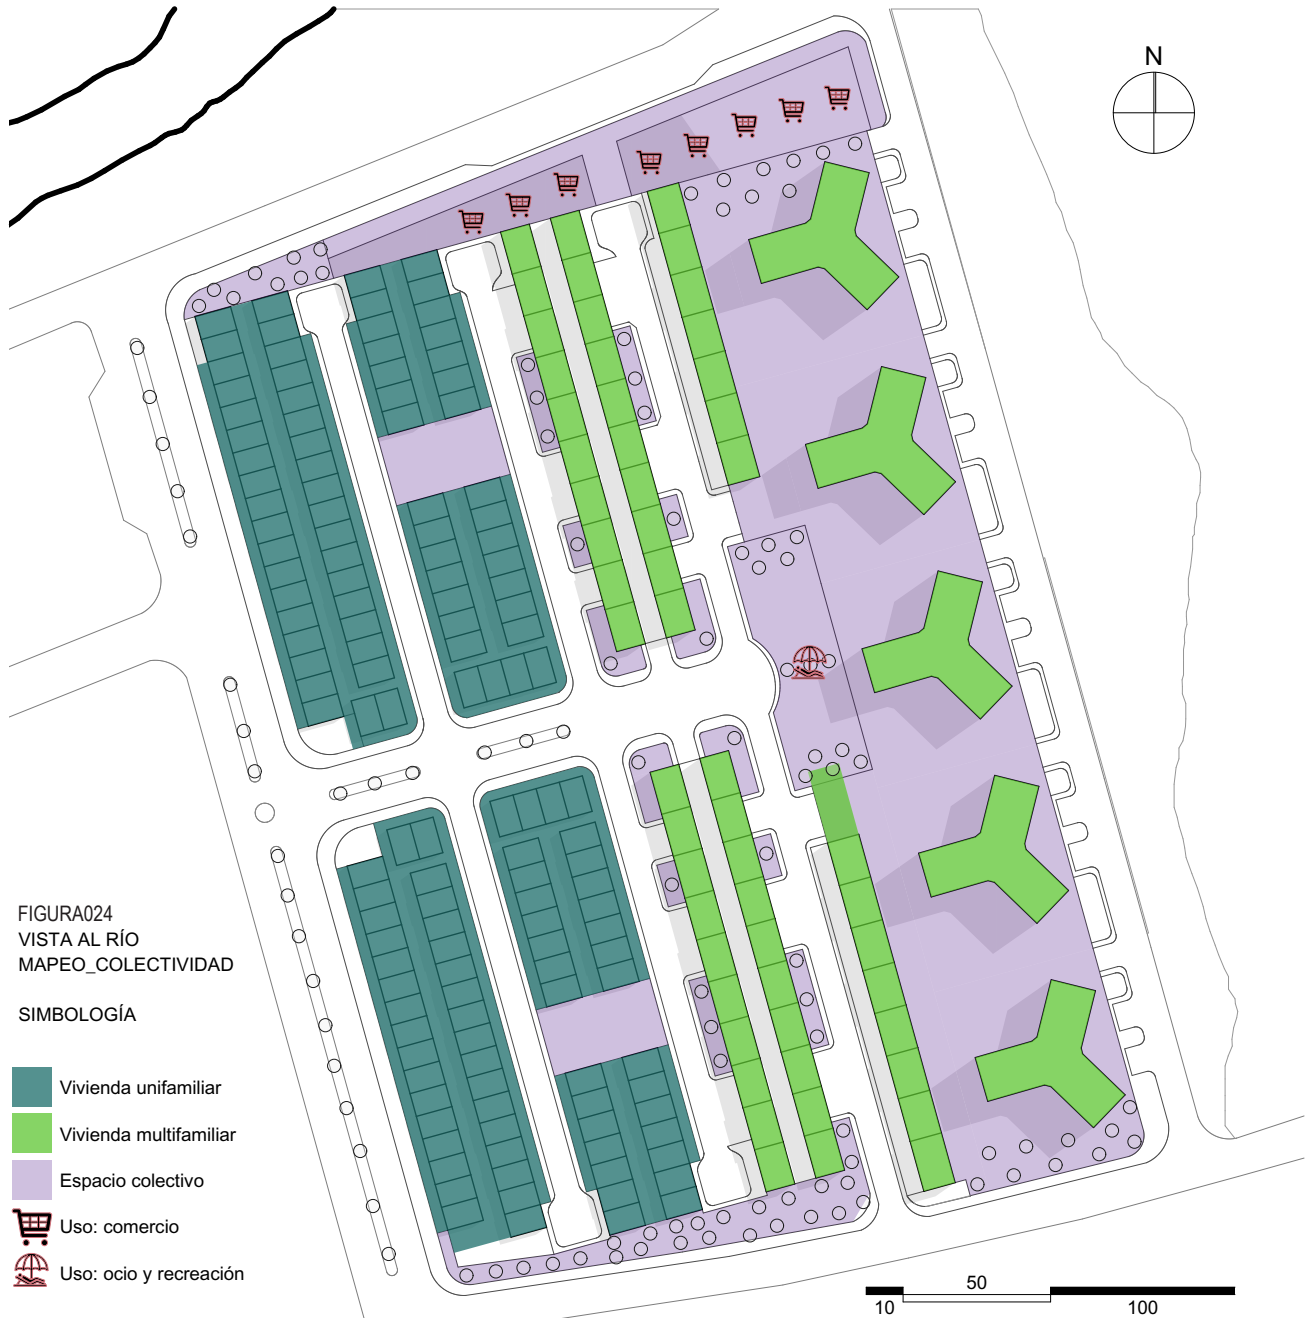 N
FIGURA024
VISTA AL RÍO
MAPEO_COLECTIVIDAD
SIMBOLOGÍA
Vivienda unifamiliar
Vivienda multifamiliar
Espacio colectivo
Uso: comercio
Uso: ocio y recreación
50
10 100